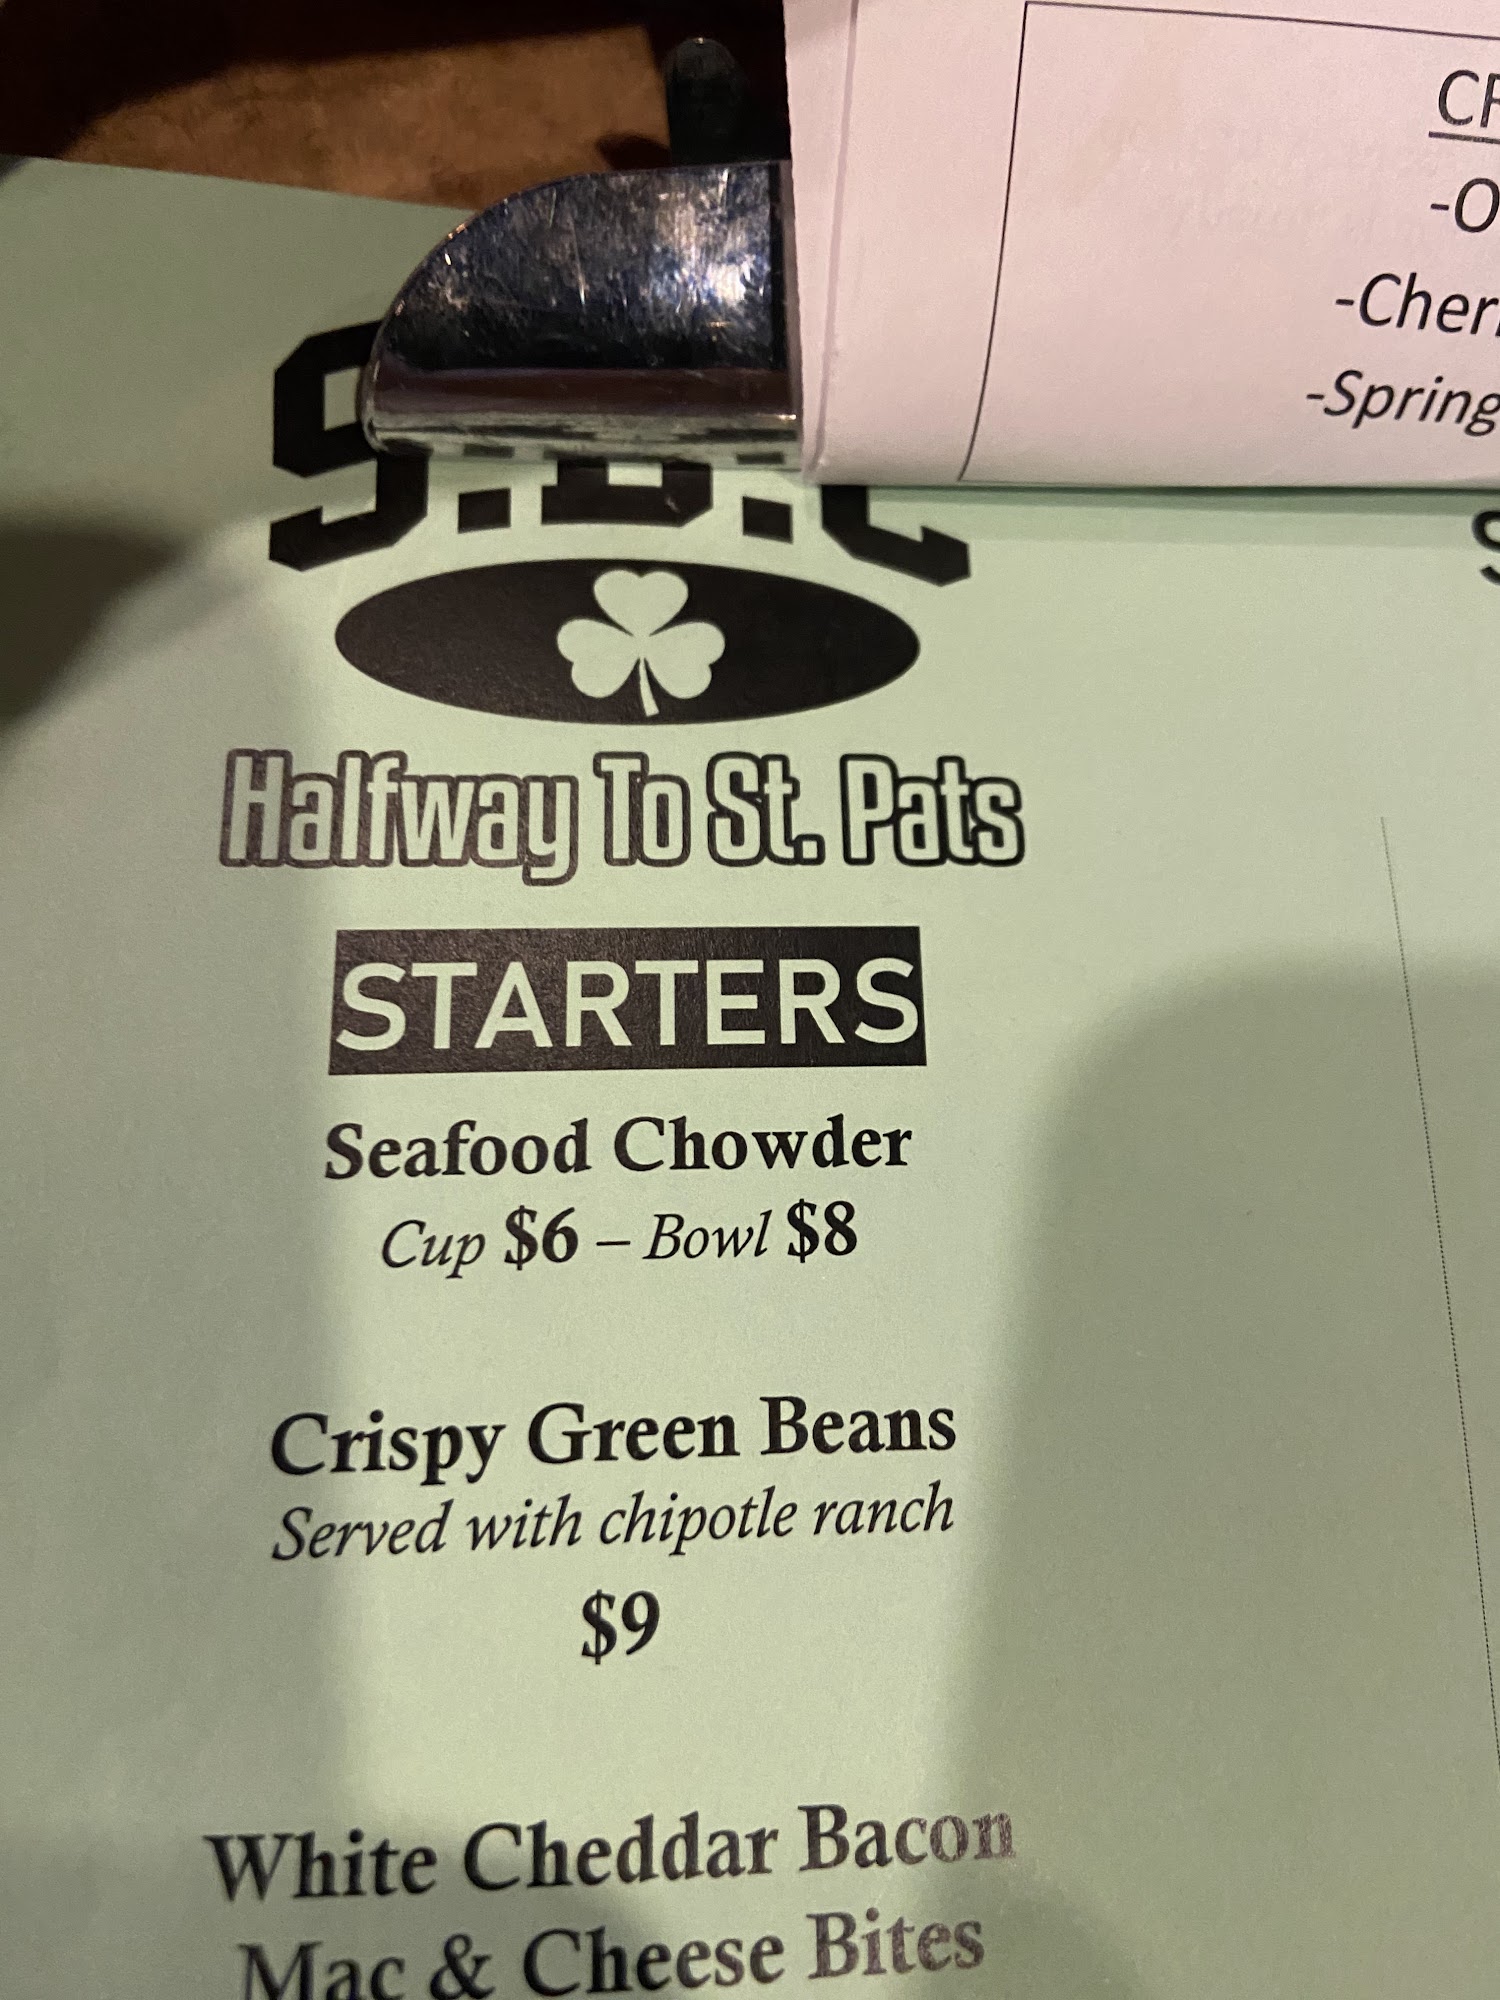 S.B.C
Halfway To St. Pats
STARTERS
Seafood Chowder
Cup $6 – Bowl $8
Crispy Green Beans
Served with chipotle ranch
$9
White Cheddar Bacon
Mac & Cheese Bites
-Spring